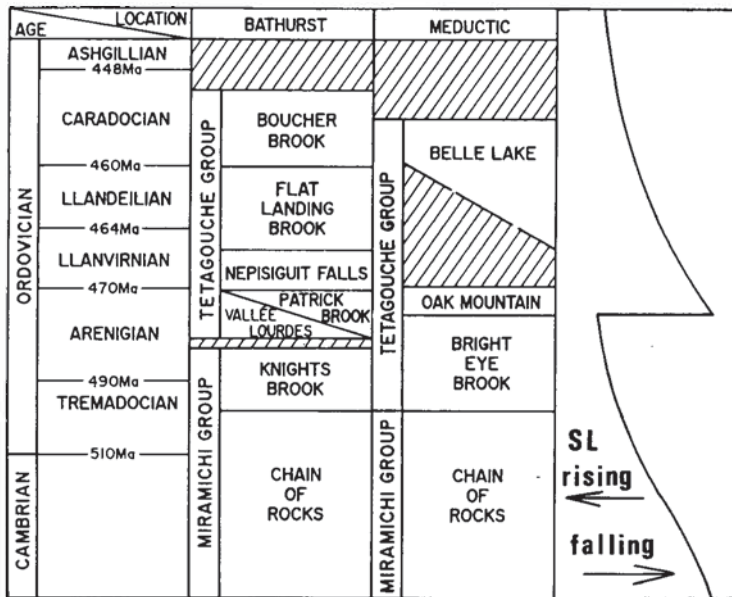 LOCATION
AGE
BATHURST
MEDUCTIC
ORDOVICIAN
CAMBRIAN
ASHGILLIAN
448Ma
CARADOCIAN
460Ma
LLANDEILIAN
464Ma
LLANVIRNIAN
470Ma
ARENIGIAN
490Ma
TREMADOCIAN
510Ma
TETAGOUCHE GROUP
MIRAMICHI GROUP
BOUCHER
BROOK
FLAT
LANDING
BROOK
NEPISIGUIT FALLS
PATRICK
BROOK
VALLÉE
LOURDES
KNIGHTS
BROOK
CHAIN
OF
ROCKS
TETAGOUCHE GROUP
MIRAMICHI GROUP
BELLE LAKE
OAK MOUNTAIN
BRIGHT
EYE
BROOK
CHAIN
OF
ROCKS
SL
rising
falling